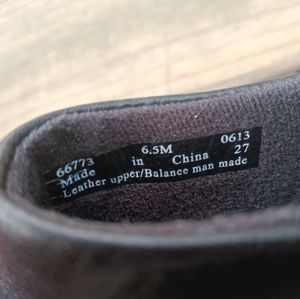 66773 6.5M 0613
Made in China 27
Leather upper/Balance man made